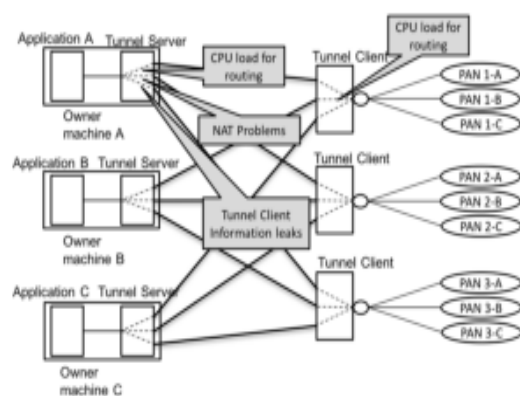 CPU load for
routing
Application A Tunnel Server
CPU load for
routing
Tunnel Client
PAN 1-A
PAN 1-B
PAN 1-C
Owner
machine A
NAT Problems
Application B Tunnel Server
Tunnel Client
PAN 2-A
PAN 2-B
PAN 2-C
Tunnel Client
Information leaks
Owner
machine B
Tunnel Client
Application C Tunnel Server
PAN 3-A
PAN 3-B
PAN 3-C
Owner
machine C